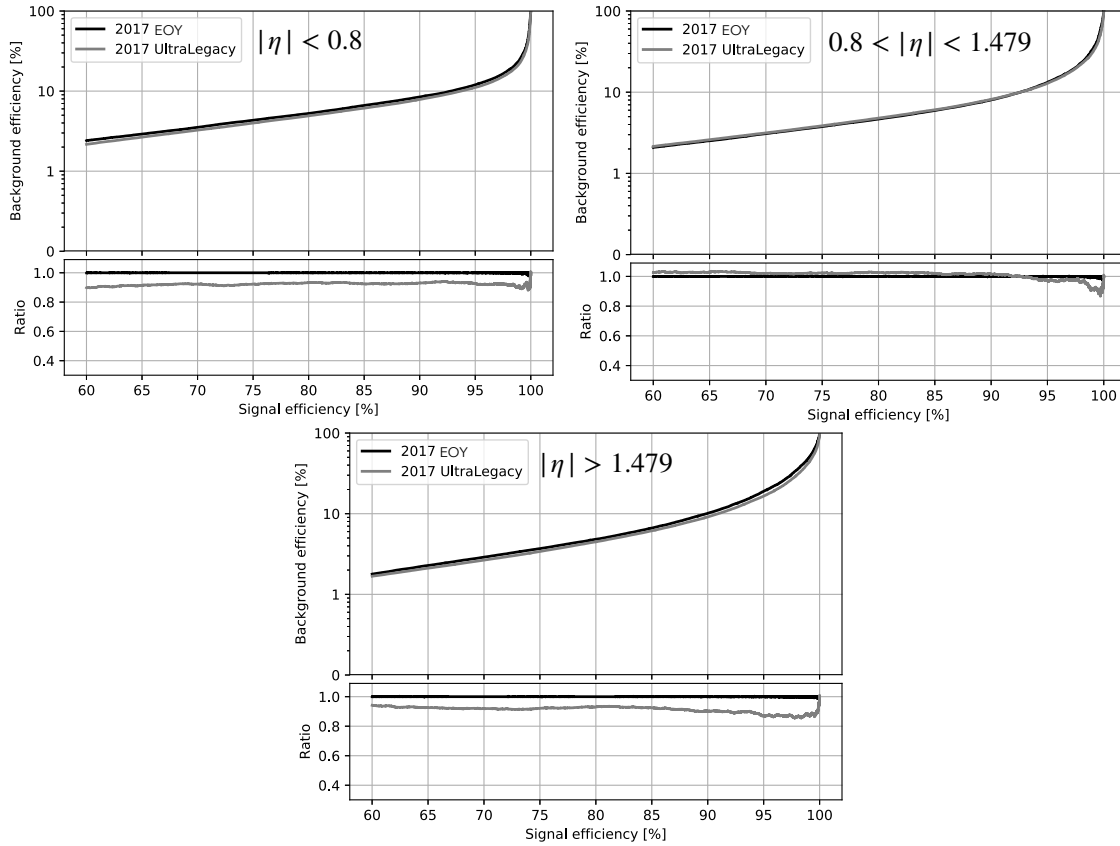 100
10
1
0
Background efficiency [%]
2017 EOY
2017 UltraLegacy
|η| < 0.8
1.0
0.8
0.6
0.4
Ratio
60 65 70 75 80 85 90 95 100
Signal efficiency [%]
100
10
1
0
Background efficiency [%]
2017 EOY
2017 UltraLegacy
0.8 < |η| < 1.479
1.0
0.8
0.6
0.4
Ratio
60 65 70 75 80 85 90 95 100
Signal efficiency [%]
100
10
1
0
Background efficiency [%]
2017 EOY
2017 UltraLegacy
|η| > 1.479
1.0
0.8
0.6
0.4
Ratio
60 65 70 75 80 85 90 95 100
Signal efficiency [%]